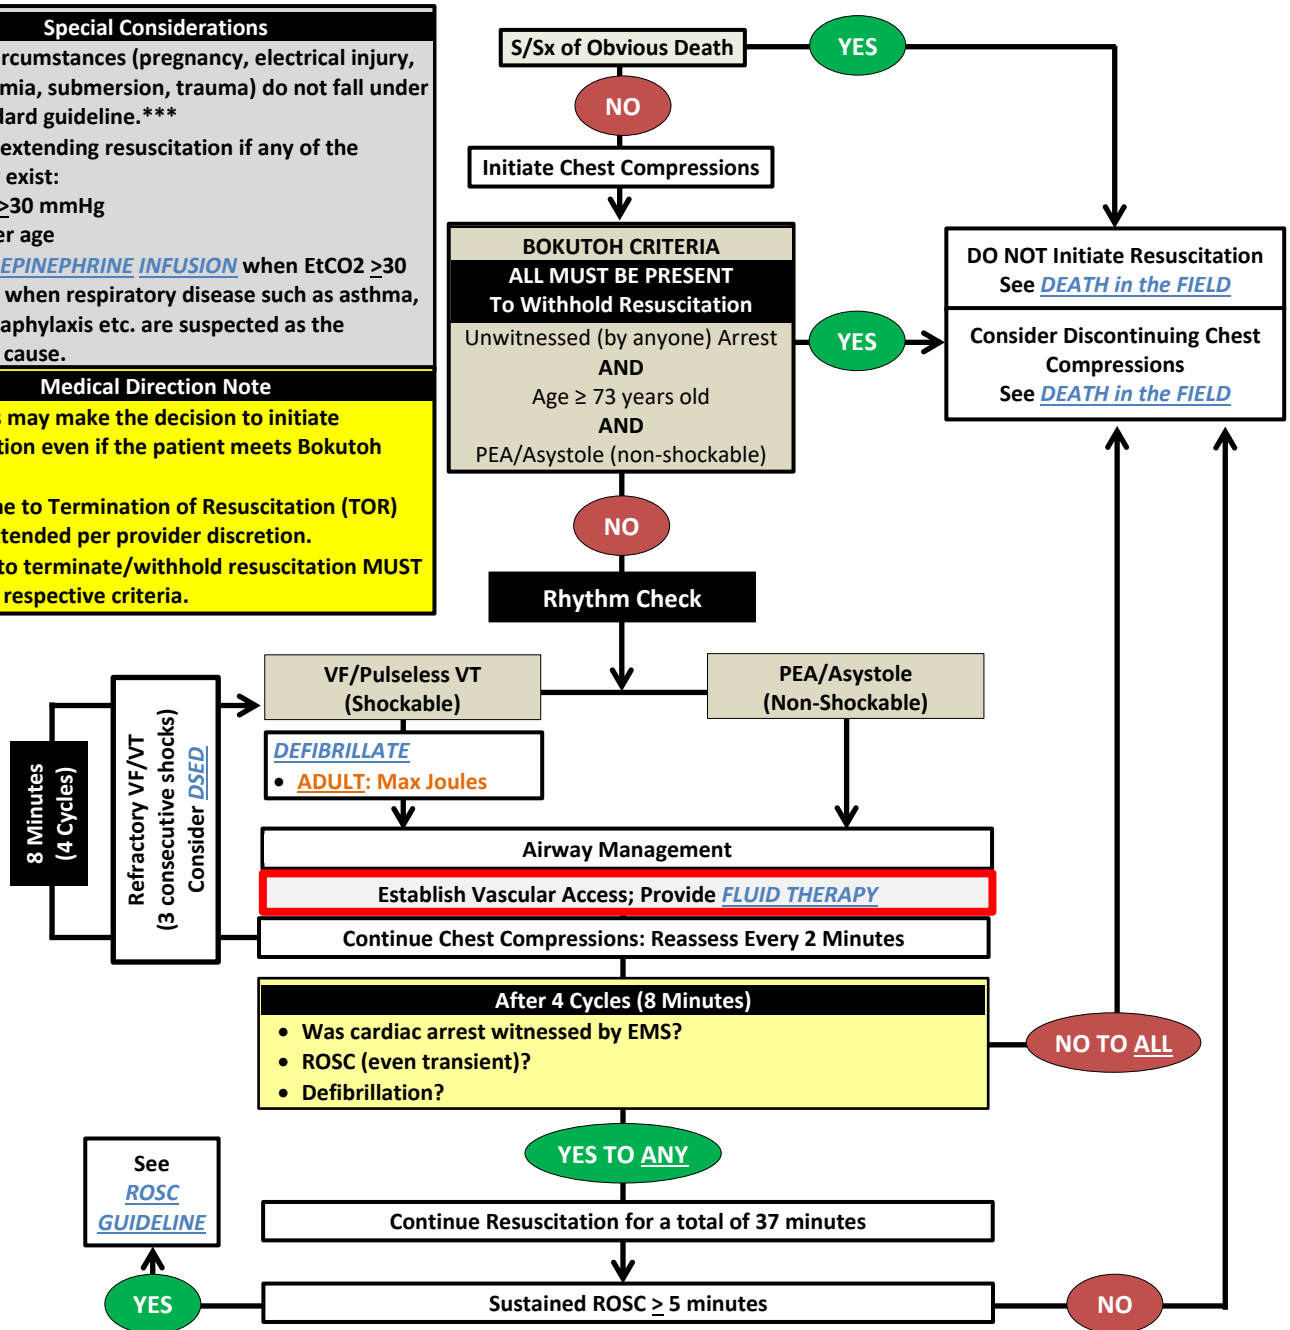 Special Considerations
(pregnancy, electrical injury,
submersion, trauma) do not fall under
guideline.***
extending resuscitation if any of the
exist:
≥30 mmHg
age
EPINEPHRINE INFUSION when EtCO2 ≥30
when respiratory disease such as asthma,
etc. are suspected as the
cause.
Medical Direction Note
may make the decision to initiate
even if the patient meets Bokutoh
to Termination of Resuscitation (TOR)
per provider discretion.
to terminate/withhold resuscitation MUST
respective criteria.
S/Sx of Obvious Death
YES
NO
Initiate Chest Compressions
BOKUTOH CRITERIA
ALL MUST BE PRESENT
To Withhold Resuscitation
Unwitnessed (by anyone) Arrest
AND
Age ≥ 73 years old
AND
PEA/Asystole (non-shockable)
YES
DO NOT Initiate Resuscitation
See DEATH in the FIELD
Consider Discontinuing Chest
Compressions
See DEATH in the FIELD
NO
Rhythm Check
VF/Pulseless VT
(Shockable)
PEA/Asystole
(Non-Shockable)
DEFIBRILLATE
• ADULT: Max Joules
8 Minutes
(4 Cycles)
Refractory VF/VT
(3 consecutive shocks)
Consider DSED
Airway Management
Establish Vascular Access; Provide FLUID THERAPY
Continue Chest Compressions: Reassess Every 2 Minutes
After 4 Cycles (8 Minutes)
• Was cardiac arrest witnessed by EMS?
• ROSC (even transient)?
• Defibrillation?
NO TO ALL
YES TO ANY
See
ROSC
GUIDELINE
Continue Resuscitation for a total of 37 minutes
YES
Sustained ROSC ≥ 5 minutes
NO